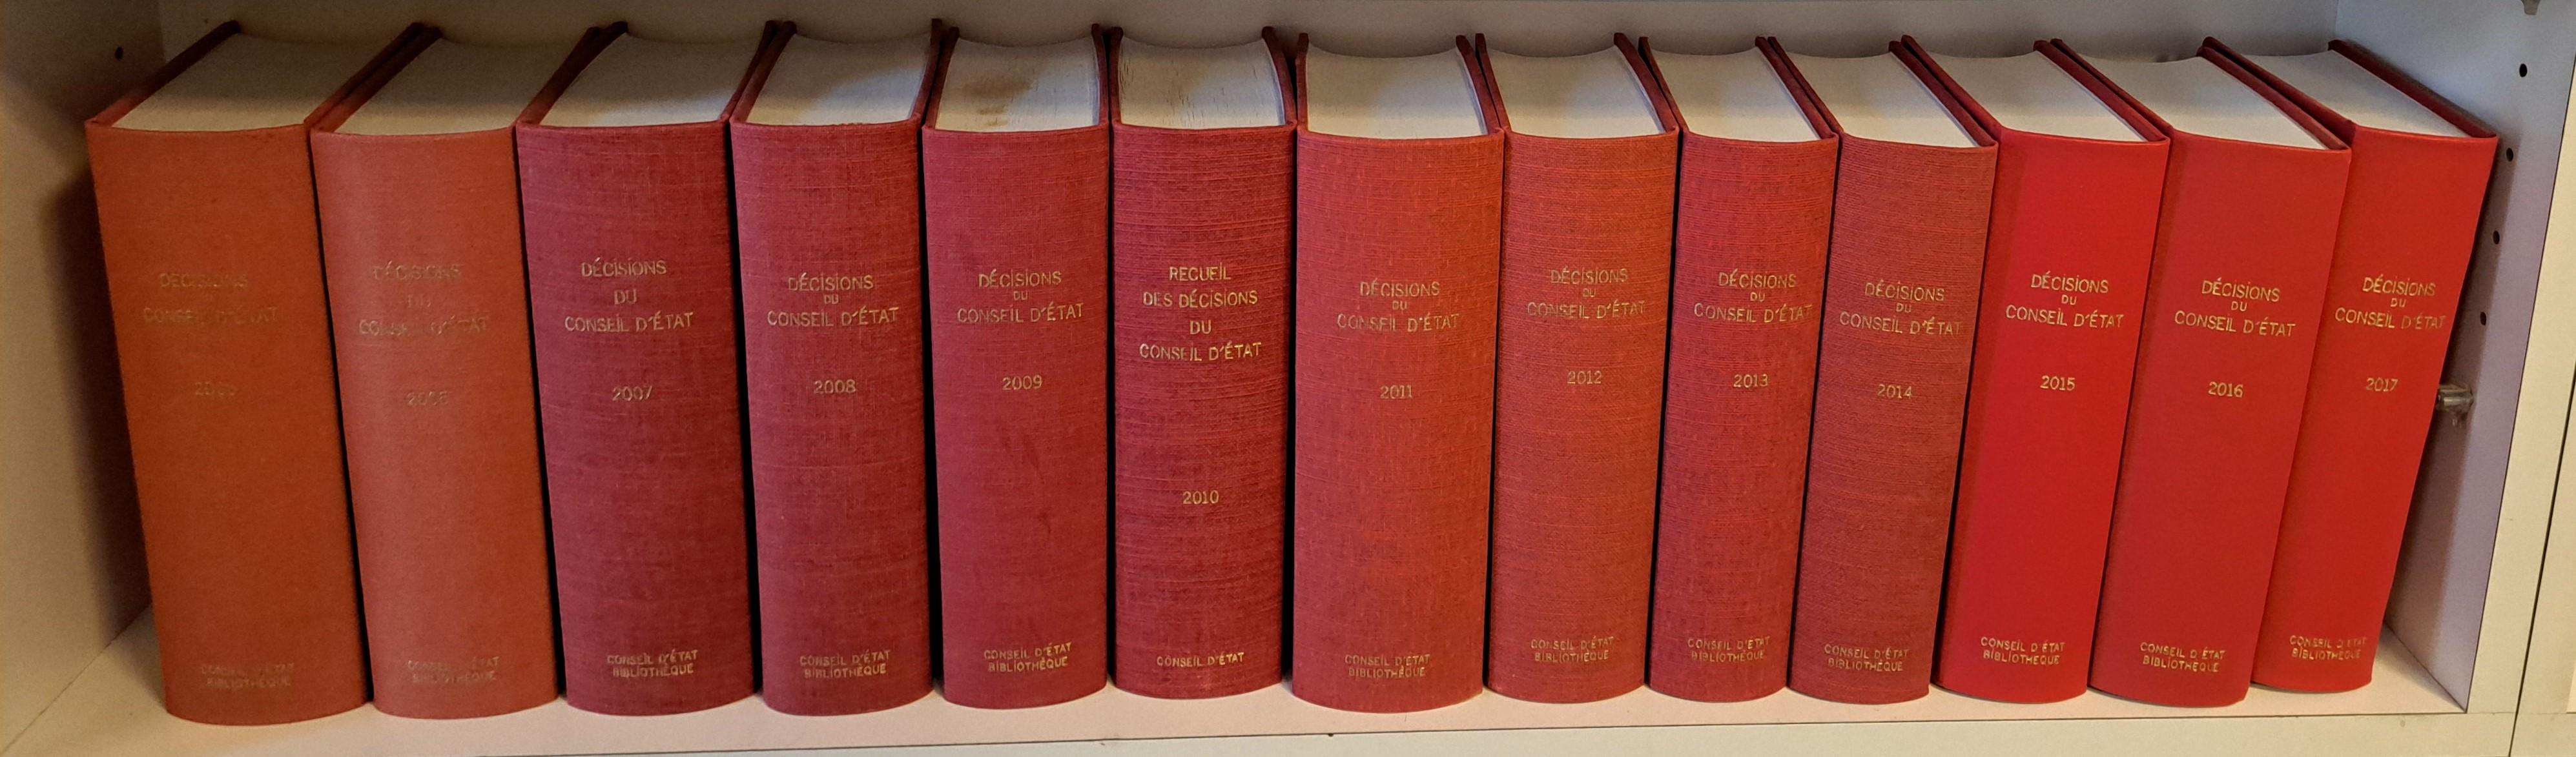 DÉCISIONS
DU
CONSEIL D'ÉTAT
2005
CONSEIL D'ÉTAT
BIBLIOTHÈQUE
DÉCISIONS
DU
CONSEIL D'ÉTAT
2006
CONSEIL D'ÉTAT
BIBLIOTHÈQUE
DÉCISIONS
DU
CONSEIL D'ÉTAT
2007
CONSEIL D'ÉTAT
BIBLIOTHÈQUE
DÉCISIONS
DU
CONSEIL D'ÉTAT
2008
CONSEIL D'ÉTAT
BIBLIOTHÈQUE
DÉCISIONS
DU
CONSEIL D'ÉTAT
2009
CONSEIL D'ÉTAT
BIBLIOTHÈQUE
RECUEIL
DES DÉCISIONS
DU
CONSEIL D'ÉTAT
2010
CONSEIL D'ÉTAT
DÉCISIONS
DU
CONSEIL D'ÉTAT
2011
CONSEIL D'ÉTAT
BIBLIOTHÈQUE
DÉCISIONS
DU
CONSEIL D'ÉTAT
2012
CONSEIL D'ÉTAT
BIBLIOTHÈQUE
DÉCISIONS
DU
CONSEIL D'ÉTAT
2013
CONSEIL D'ÉTAT
BIBLIOTHÈQUE
DÉCISIONS
DU
CONSEIL D'ÉTAT
2014
CONSEIL D'ÉTAT
BIBLIOTHÈQUE
DÉCISIONS
DU
CONSEIL D'ÉTAT
2015
CONSEIL D'ÉTAT
BIBLIOTHÈQUE
DÉCISIONS
DU
CONSEIL D'ÉTAT
2016
CONSEIL D'ÉTAT
BIBLIOTHÈQUE
DÉCISIONS
DU
CONSEIL D'ÉTAT
2017
CONSEIL D'ÉTAT
BIBLIOTHÈQUE